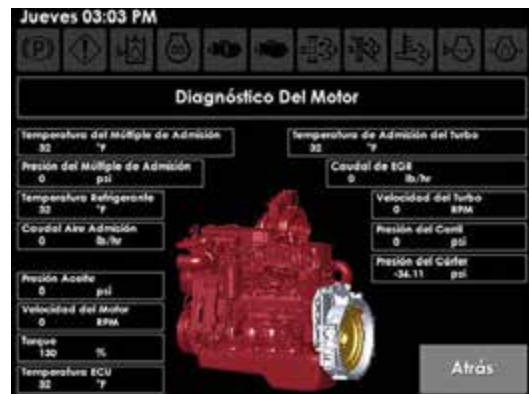 Jueves 03:03 PM
Diagnóstico Del Motor
Temperatura del Múltiple de Admisión
32 °F
Temperatura de Admisión del Turbo
32 °F
Presión del Múltiple de Admisión
0 psi
Caudal de EGR
0 lb/hr
Temperatura Refrigerante
32 °F
Velocidad del Turbo
0 RPM
Caudal Aire Admisión
0 lb/hr
Presión del Carril
0 psi
Presión del Cárter
-36.11 psi
Presión Aceite
0 psi
Velocidad del Motor
0 RPM
Torque
130 %
Temperatura ECU
32 °F
Atrás